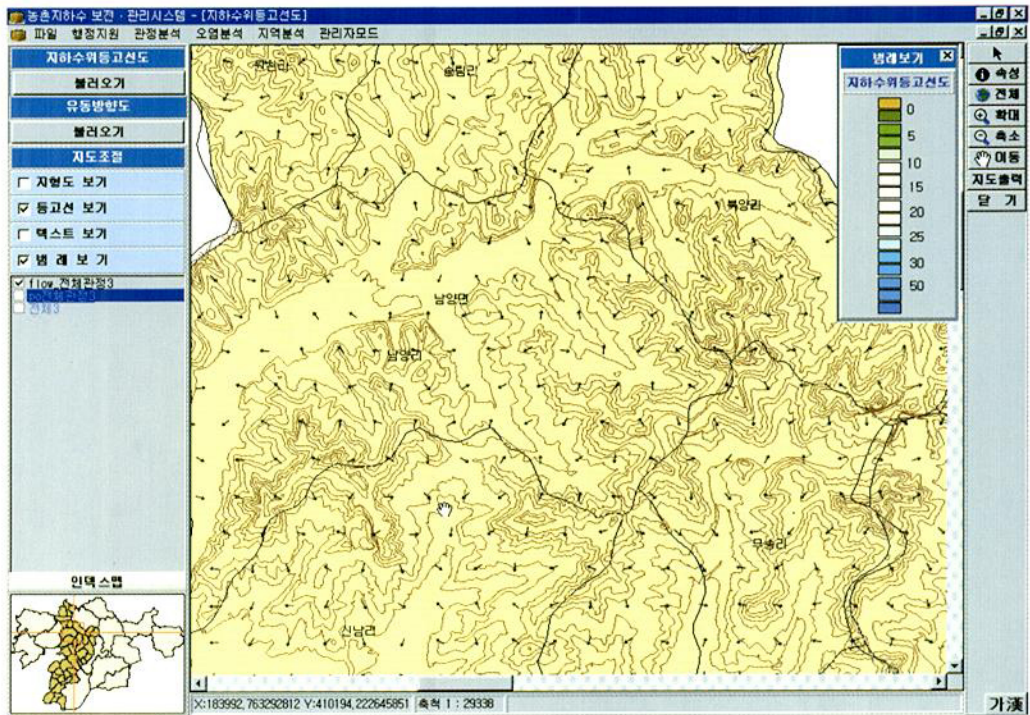 농촌지하수 보전 · 관리시스템 - [지하수위등고선도]
파일 행정지원 관정분석 오염분석 지역분석 관리자모드
지하수위등고선도
불러오기
유동방향도
불러오기
지도조절
지형도 보기
등고선 보기
텍스트 보기
범 례 보 기
flow_전체관정3
전체3
인덱스맵
송림리
북양리
남양면
남양리
무송리
신남리
범례보기
지하수위등고선도
0
5
10
15
20
25
30
50
속성
전체
확대
축소
이동
지도출력
닫 기
X:183992,763292812 Y:410194,222645851 축척 1 : 29338
가漢